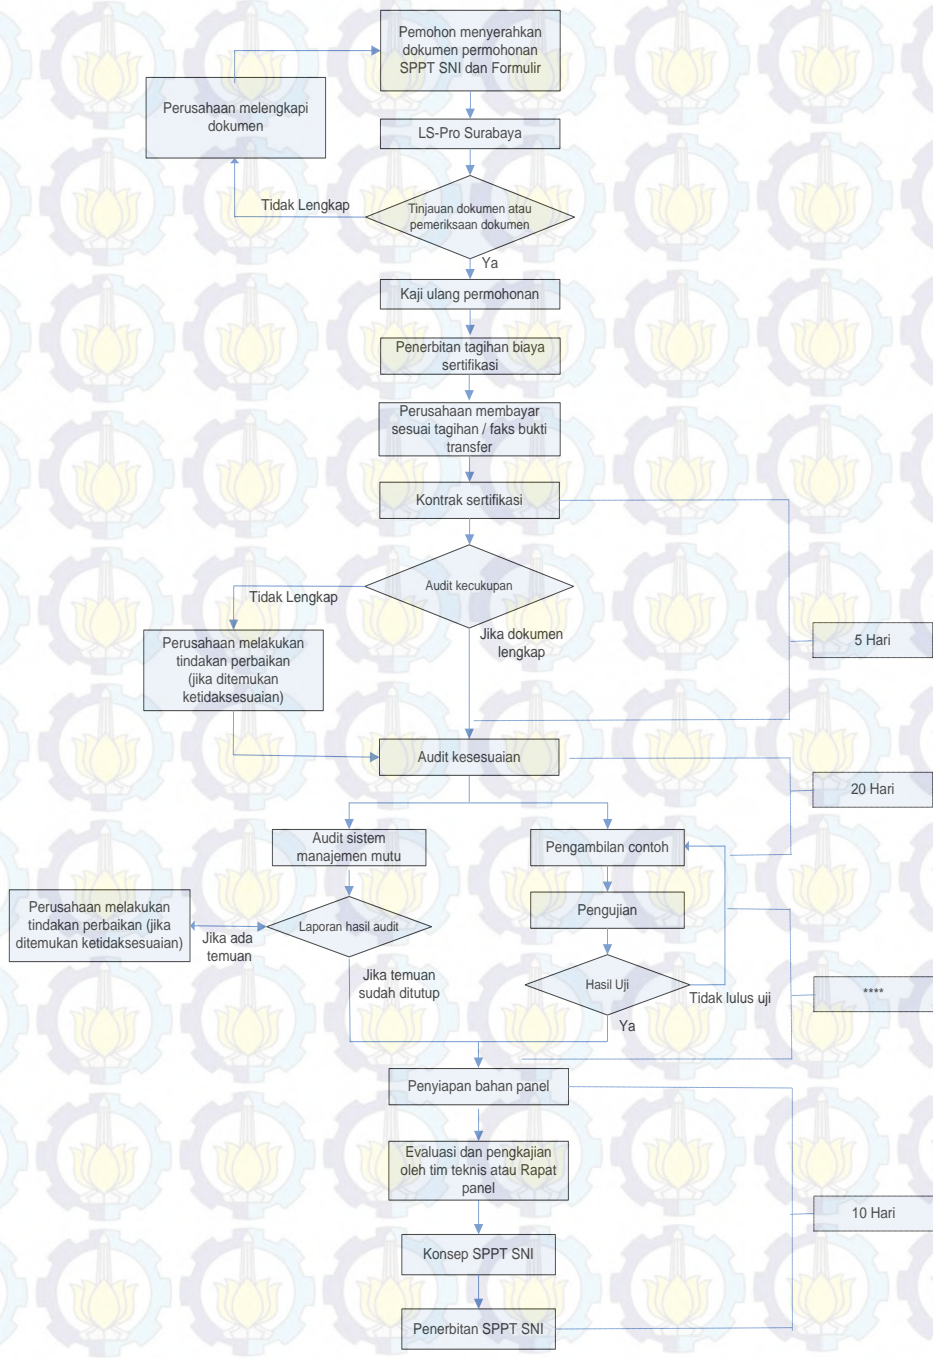 Pemohon menyerahkan
dokumen permohonan
SPPT SNI dan Formulir
Perusahaan melengkapi
dokumen
LS-Pro Surabaya
Tidak Lengkap
Tinjauan dokumen atau
pemeriksaan dokumen
Ya
Kaji ulang permohonan
Penerbitan tagihan biaya
sertifikasi
Perusahaan membayar
sesuai tagihan / faks bukti
transfer
Kontrak sertifikasi
Audit kecukupan
Tidak Lengkap
Jika dokumen
lengkap
Perusahaan melakukan
tindakan perbaikan
(jika ditemukan
ketidaksesuaian)
5 Hari
Audit kesesuaian
20 Hari
Audit sistem
manajemen mutu
Pengambilan contoh
Perusahaan melakukan
tindakan perbaikan (jika
ditemukan ketidaksesuaian)
Jika ada
temuan
Laporan hasil audit
Pengujian
Jika temuan
sudah ditutup
Hasil Uji
Tidak lulus uji
****
Ya
Penyiapan bahan panel
Evaluasi dan pengkajian
oleh tim teknis atau Rapat
panel
10 Hari
Konsep SPPT SNI
Penerbitan SPPT SNI